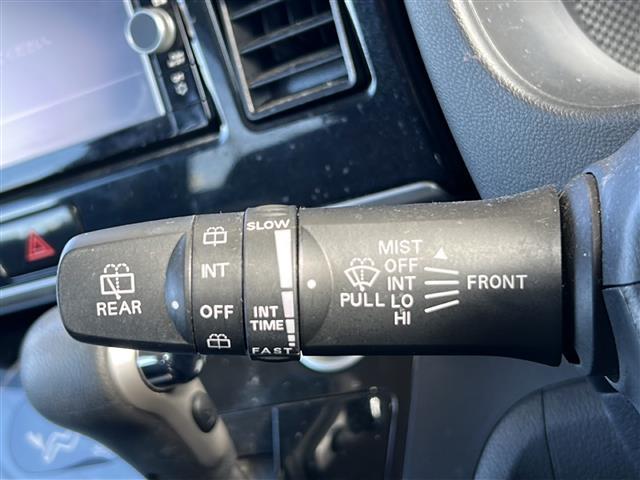 REAR
INT
OFF
SLOW
INT
TIME
FAST
MIST
OFF
INT
LO
HI
PULL
FRONT